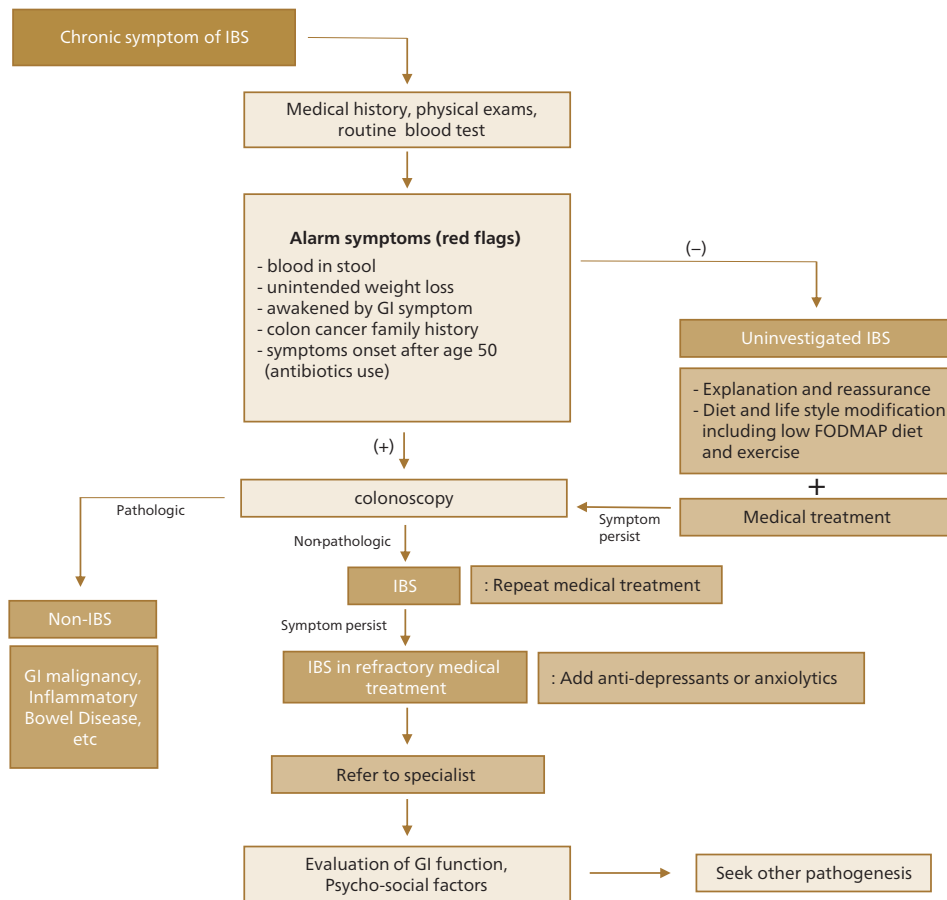 Chronic symptom of IBS
Medical history, physical exams,
routine blood test
Alarm symptoms (red flags)
- blood in stool
- unintended weight loss
- awakened by GI symptom
- colon cancer family history
- symptoms onset after age 50
(antibiotics use)
(–)
Uninvestigated IBS
- Explanation and reassurance
- Diet and life style modification
including low FODMAP diet
and exercise
+
Medical treatment
(+)
colonoscopy
Symptom
persist
Pathologic
Non-pathologic
IBS
: Repeat medical treatment
Non-IBS
GI malignancy,
Inflammatory
Bowel Disease,
etc
Symptom persist
IBS in refractory medical
treatment
: Add anti-depressants or anxiolytics
Refer to specialist
Evaluation of GI function,
Psycho-social factors
Seek other pathogenesis